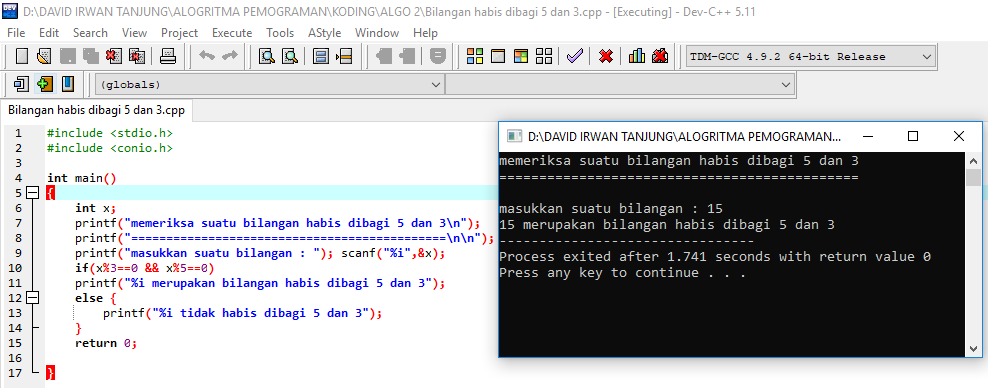 D:\DAVID IRWAN TANJUNG\ALOGRITMA PEMOGRAMAN\KODING\ALGO 2\Bilangan habis dibagi 5 dan 3.cpp - [Executing] - Dev-C++ 5.11
File Edit Search View Project Execute Tools AStyle Window Help
TDM-GCC 4.9.2 64-bit Release
(globals)
Bilangan habis dibagi 5 dan 3.cpp
1 #include <stdio.h>
2 #include <conio.h>
3
4 int main()
5 {
6 int x;
7 printf("memeriksa suatu bilangan habis dibagi 5 dan 3\n");
8 printf("=============================================\n\n");
9 printf("masukkan suatu bilangan : "); scanf("%i",&x);
10 if(x%3==0 && x%5==0)
11 printf("%i merupakan bilangan habis dibagi 5 dan 3");
12 else {
13 printf("%i tidak habis dibagi 5 dan 3");
14 }
15 return 0;
16
17 }
D:\DAVID IRWAN TANJUNG\ALOGRITMA PEMOGRAMAN...
memeriksa suatu bilangan habis dibagi 5 dan 3
=============================================
masukkan suatu bilangan : 15
15 merupakan bilangan habis dibagi 5 dan 3
--------------------------------
Process exited after 1.741 seconds with return value 0
Press any key to continue . . .